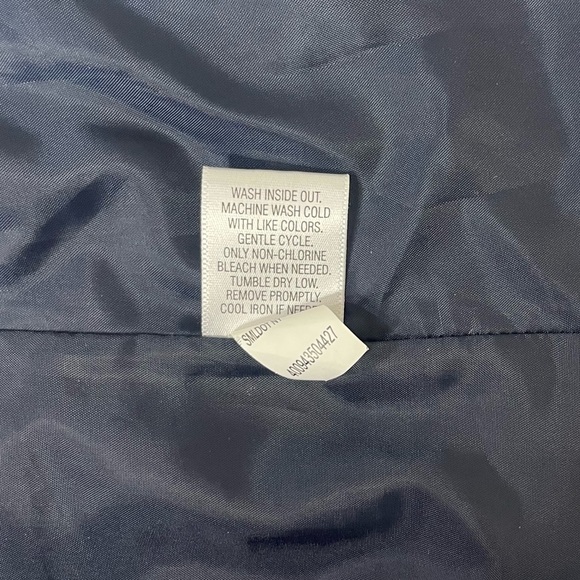 WASH INSIDE OUT.
MACHINE WASH COLD
WITH LIKE COLORS.
GENTLE CYCLE.
ONLY NON-CHLORINE
BLEACH WHEN NEEDED.
TUMBLE DRY LOW.
REMOVE PROMPTLY.
COOL IRON IF
400943504427